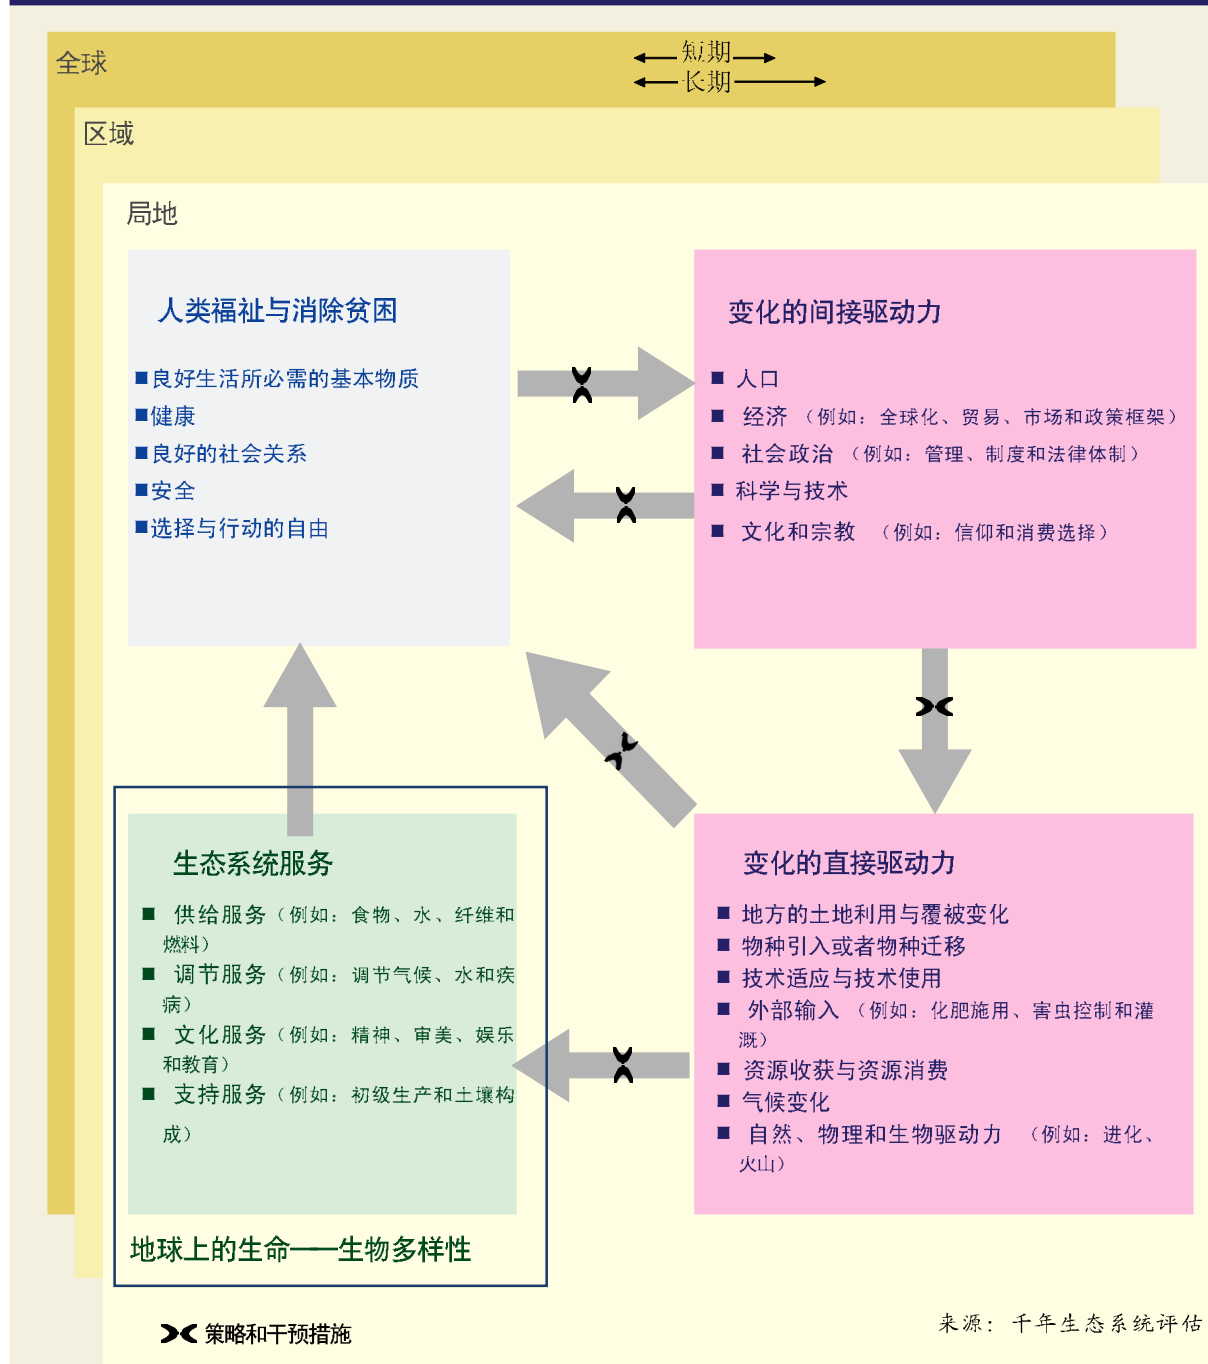 全球
短期
长期
区域
局地
人类福祉与消除贫困
■良好生活所必需的基本物质
■健康
■良好的社会关系
■安全
■选择与行动的自由
变化的间接驱动力
■ 人口
■ 经济（例如：全球化、贸易、市场和政策框架）
■ 社会政治（例如：管理、制度和法律体制）
■ 科学与技术
■ 文化和宗教（例如：信仰和消费选择）
生态系统服务
■ 供给服务（例如：食物、水、纤维和
燃料）
■ 调节服务（例如：调节气候、水和疾
病）
■ 文化服务（例如：精神、审美、娱乐
和教育）
■ 支持服务（例如：初级生产和土壤构
成）
地球上的生命——生物多样性
变化的直接驱动力
■ 地方的土地利用与覆被变化
■ 物种引入或者物种迁移
■ 技术适应与技术使用
■ 外部输入（例如：化肥施用、害虫控制和灌
溉）
■ 资源收获与资源消费
■ 气候变化
■ 自然、物理和生物驱动力（例如：进化、
火山）
策略和干预措施
来源：千年生态系统评估